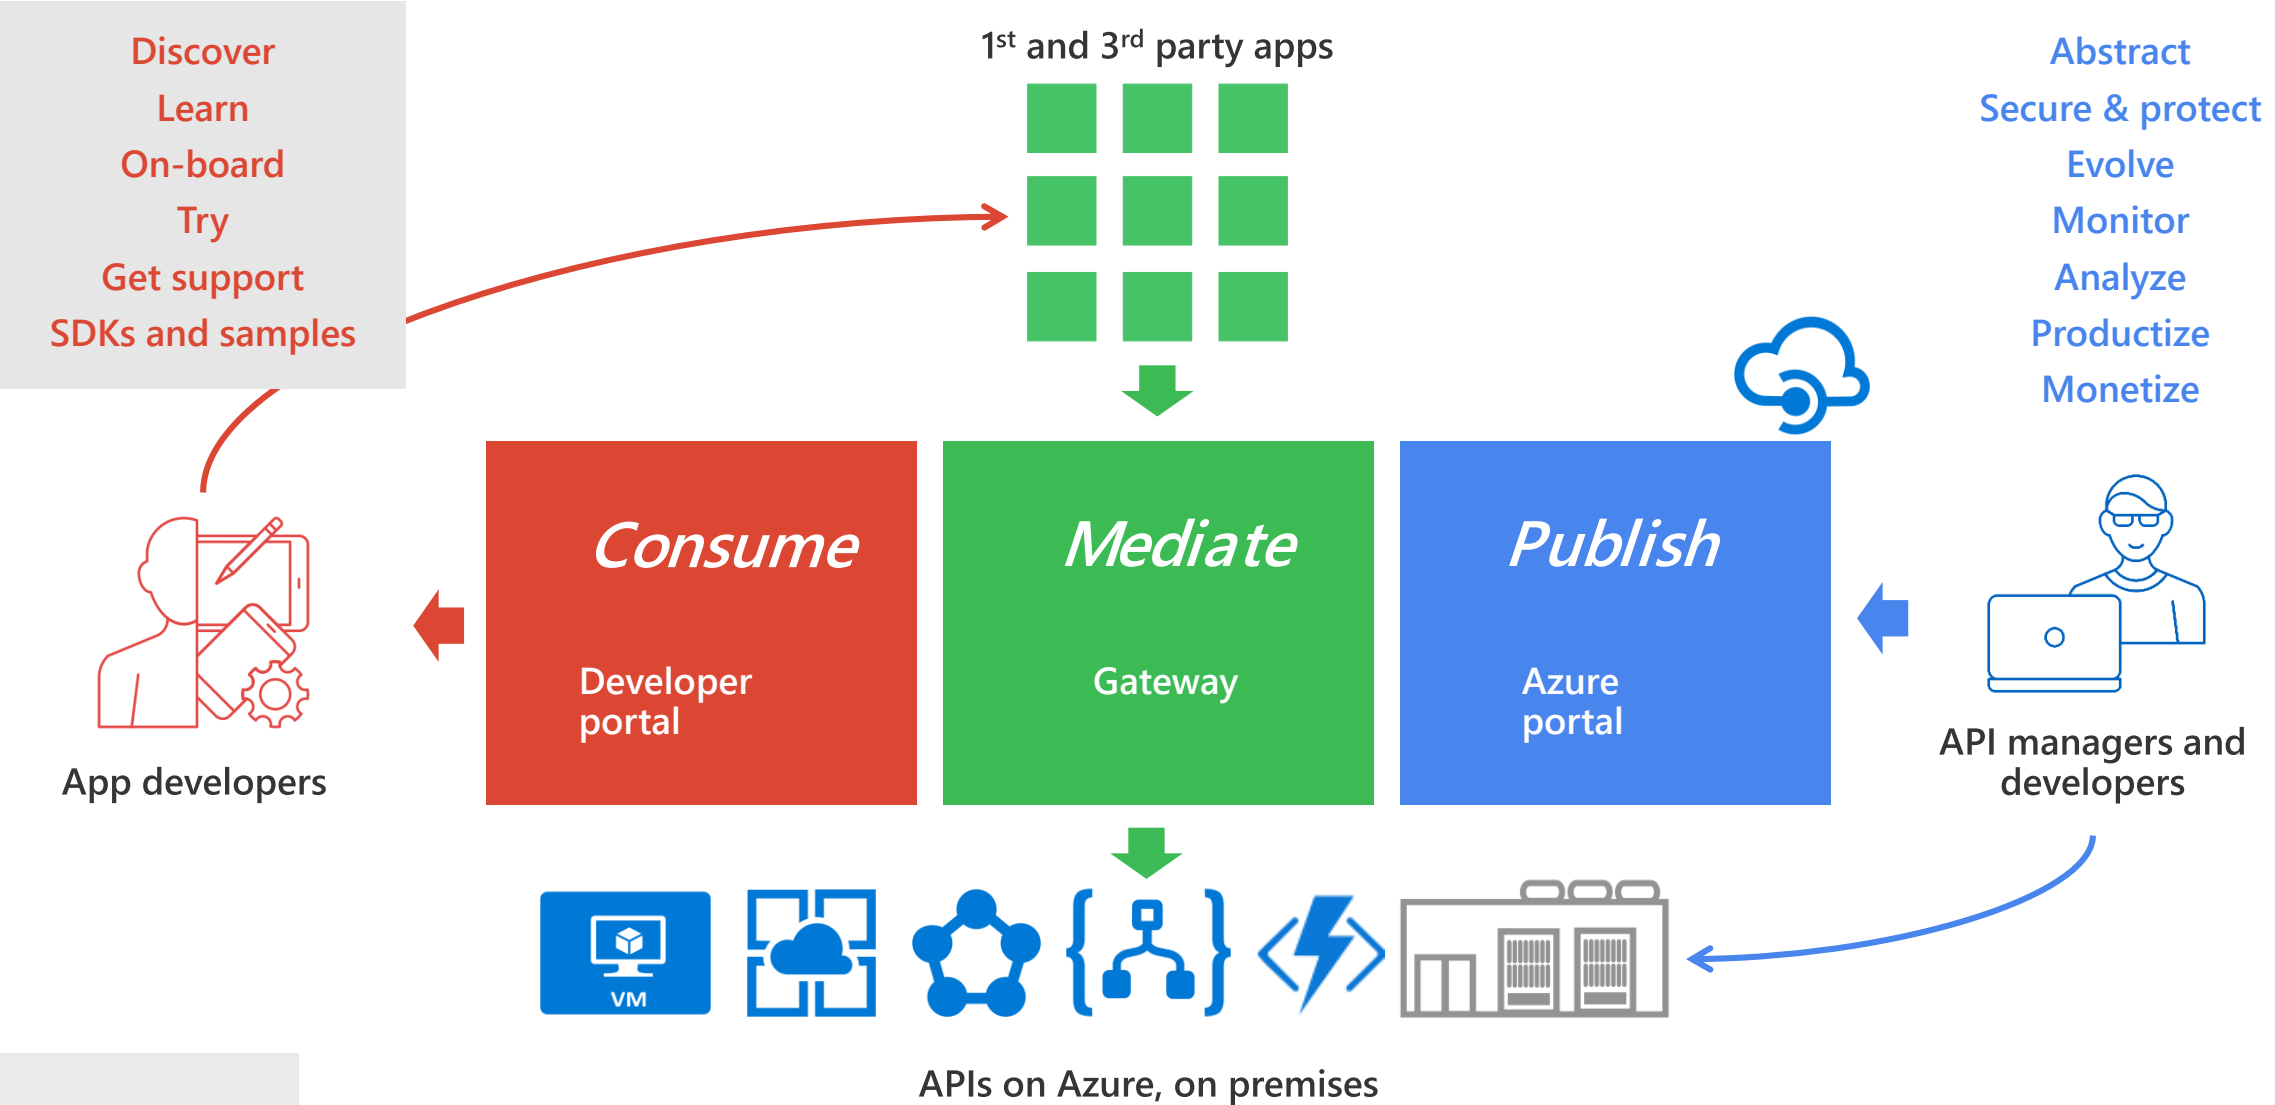 Discover
Learn
On-board
Try
Get support
SDKs and samples
1st and 3rd party apps
Abstract
Secure & protect
Evolve
Monitor
Analyze
Productize
Monetize
Consume
Developer
portal
Mediate
Gateway
Publish
Azure
portal
App developers
API managers and
developers
VM
APIs on Azure, on premises